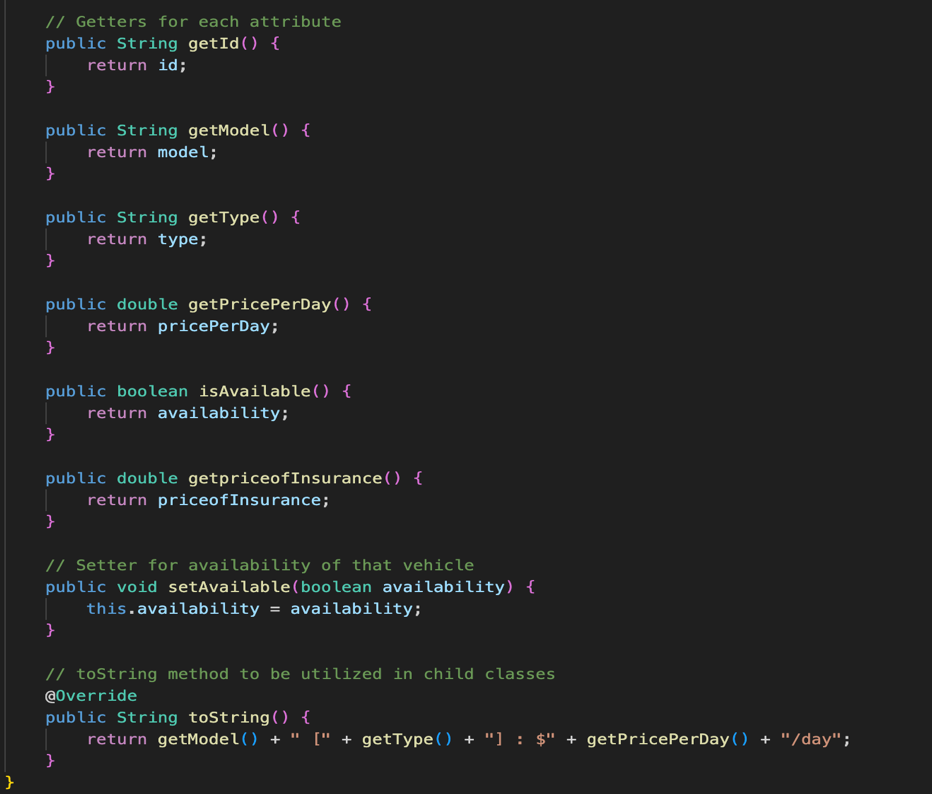 // Getters for each attribute
public String getId() {
return id;
}
public String getModel() {
return model;
}
public String getType() {
return type;
}
public double getPricePerDay() {
return pricePerDay;
}
public boolean isAvailable() {
return availability;
}
public double getpriceofInsurance() {
return priceofInsurance;
}
// Setter for availability of that vehicle
public void setAvailable(boolean availability) {
this.availability = availability;
}
// toString method to be utilized in child classes
@Override
public String toString() {
return getModel() + " [" + getType() + "] : $" + getPricePerDay() + "/day";
}
}